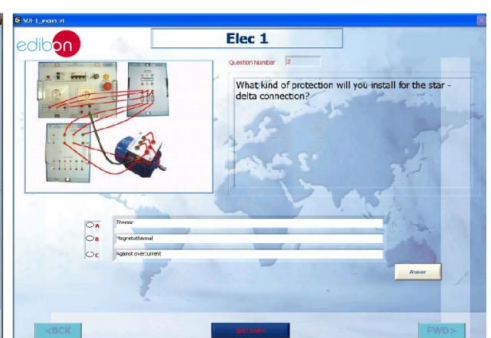 edibon
Elec 1
Question Number 2
What kind of protection will you install for the star -
delta connection?
A Thermal
B Magnetothermal
C Against overcurrent
Answer
<BCK
FWD>